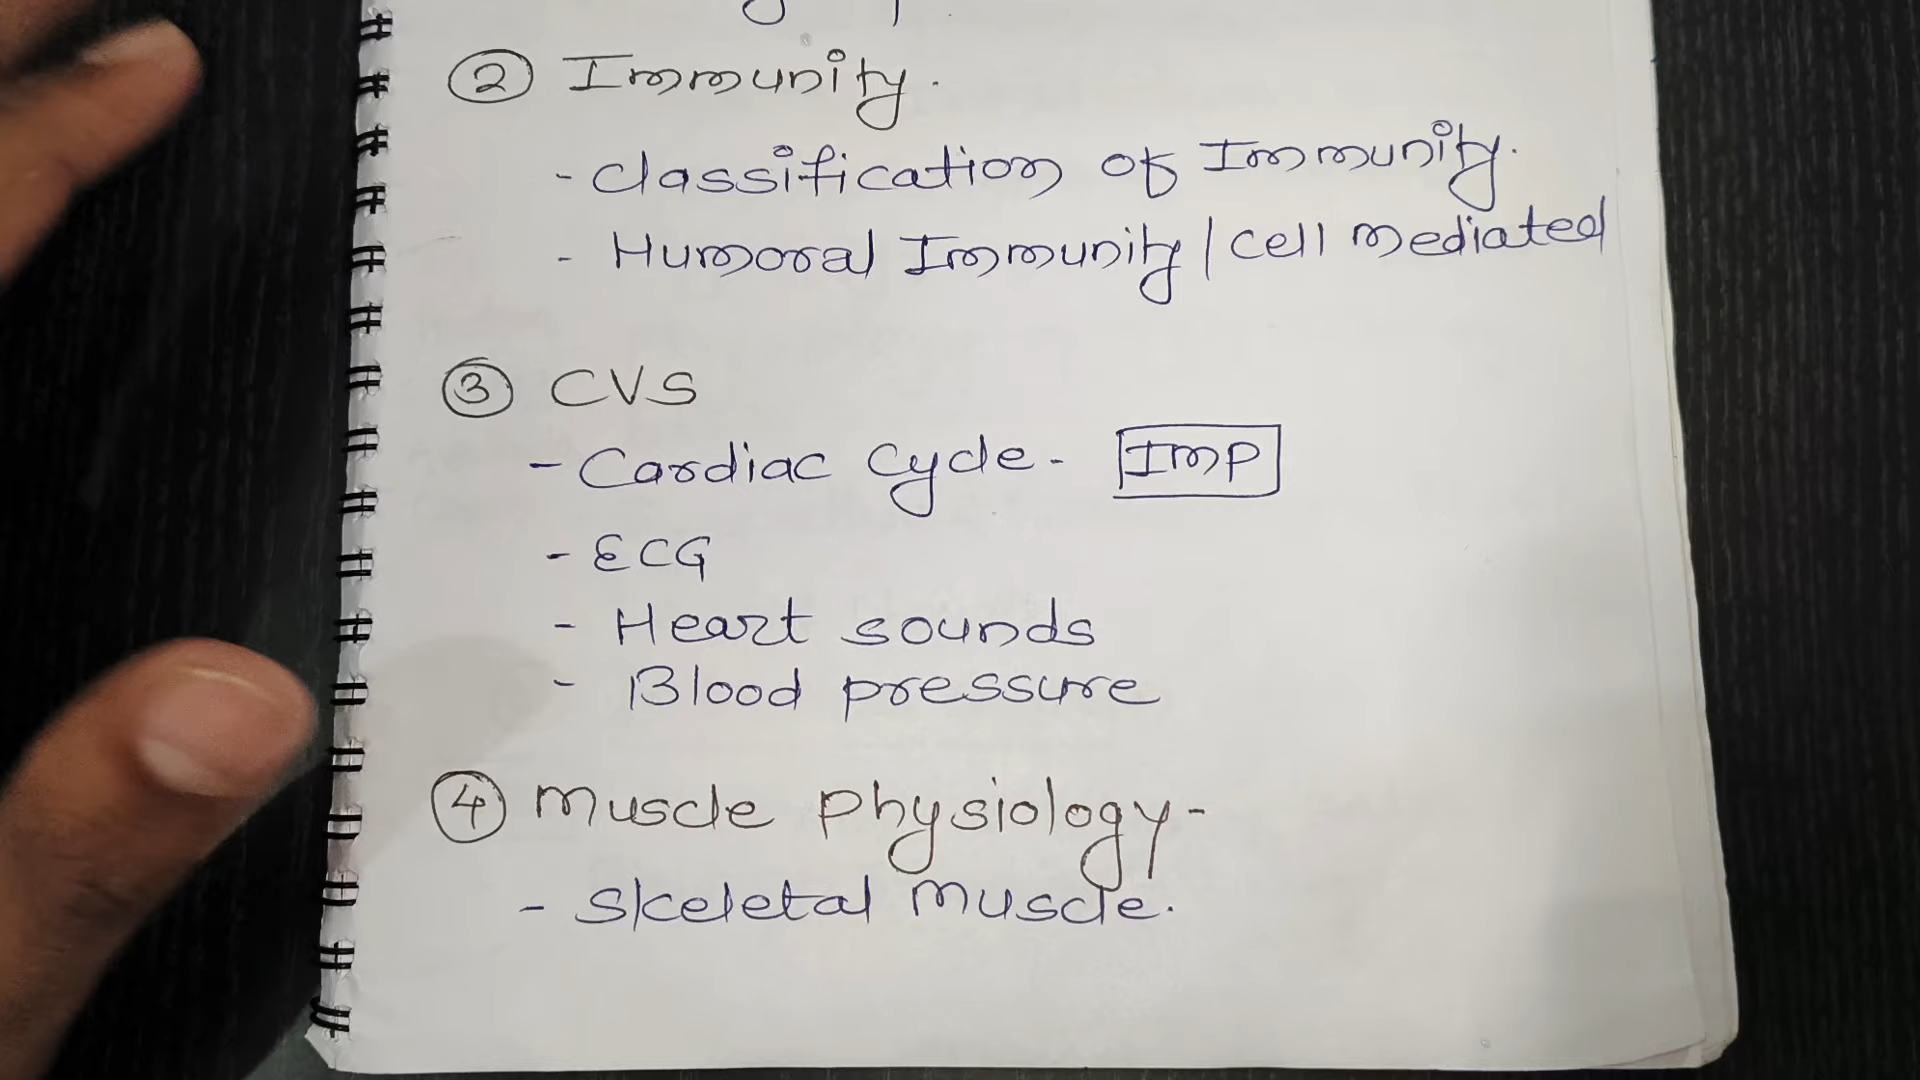 ② Immunity.
- Classification of Immunity.
- Humoral Immunity / cell mediated
③ CVS
- Cardiac cycle - Imp
- ECG
- Heart sounds
- Blood pressure
④ Muscle physiology -
- Skeletal Muscle.